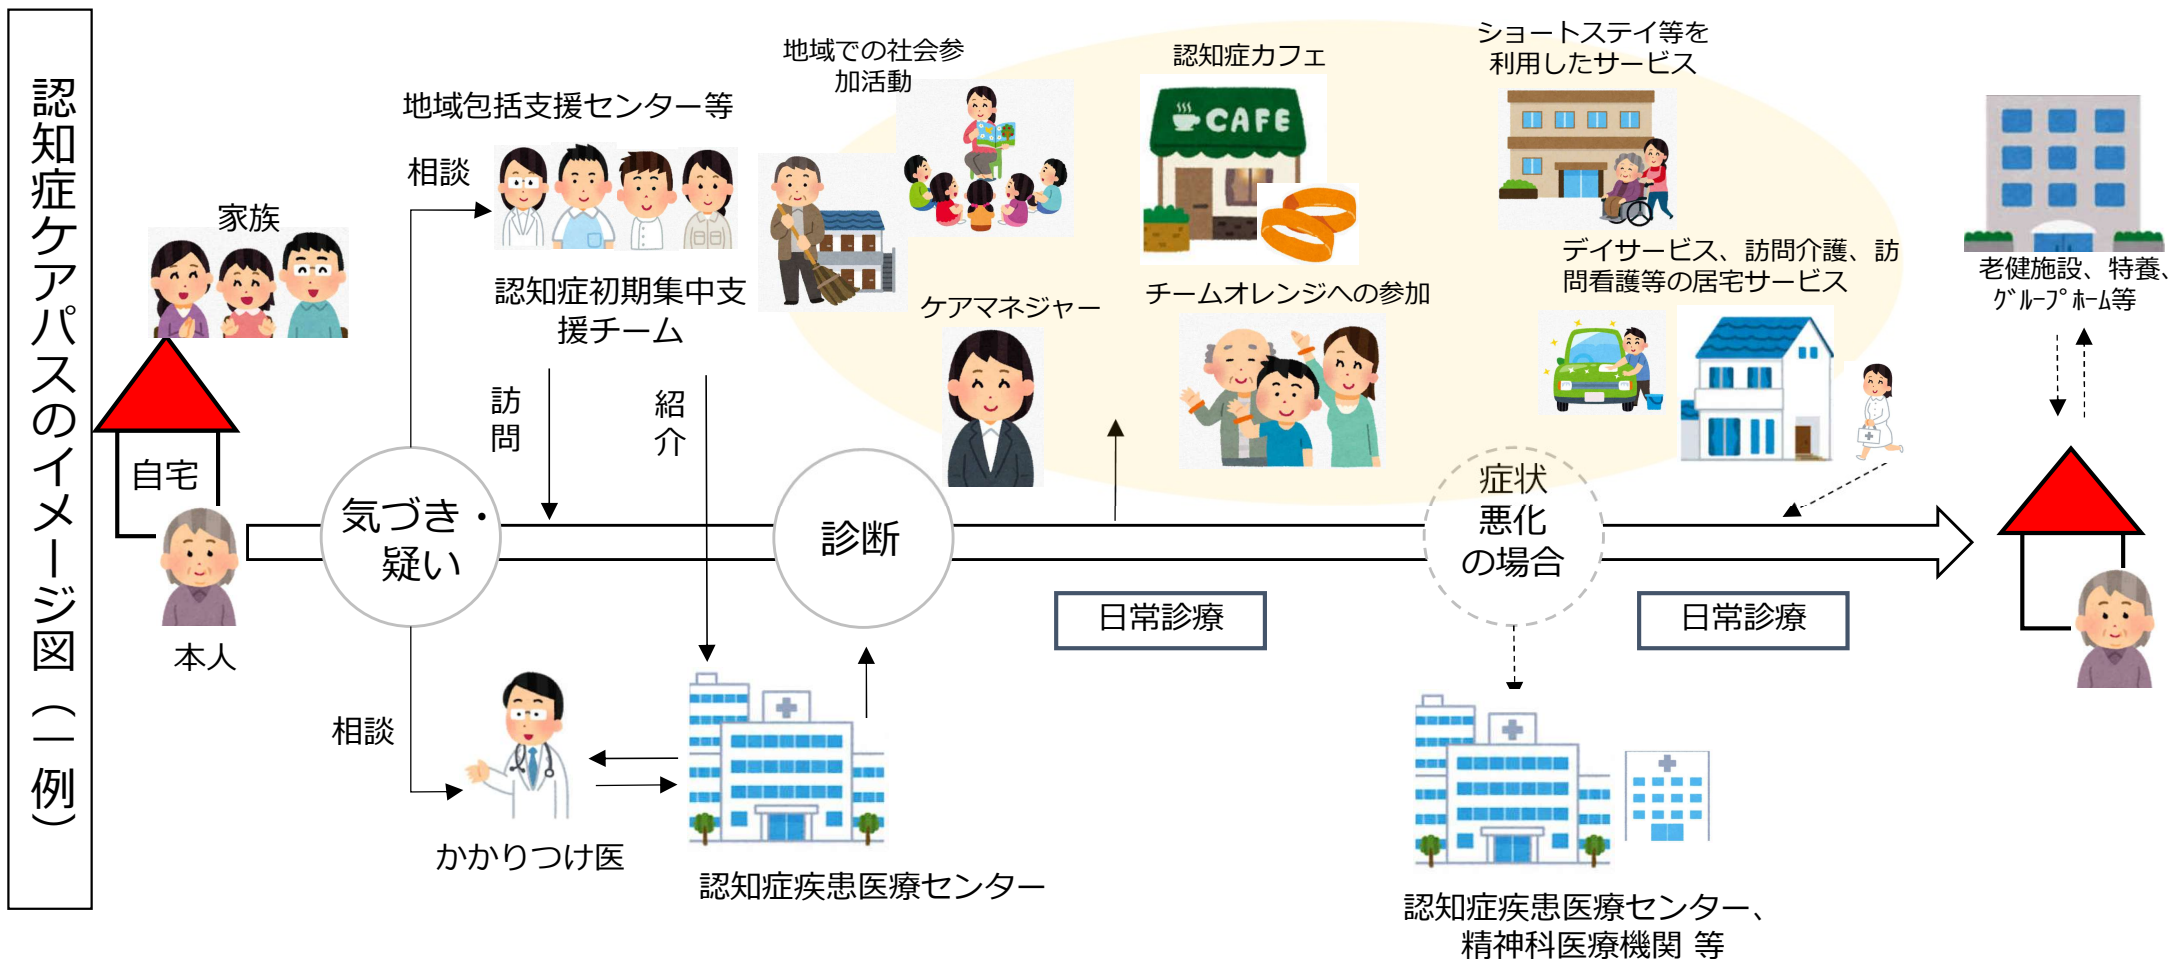 認知症ケアパスのイメージ図（一例）
家族
自宅
本人
気づき・
疑い
相談
地域包括支援センター等
認知症初期集中支
援チーム
訪
問
紹
介
相談
かかりつけ医
認知症疾患医療センター
診断
地域での社会参
加活動
ケアマネジャー
認知症カフェ
CAFE
チームオレンジへの参加
日常診療
ショートステイ等を
利用したサービス
デイサービス、訪問介護、訪
問看護等の居宅サービス
症状
悪化
の場合
日常診療
認知症疾患医療センター、
精神科医療機関 等
老健施設、特養、
ｸﾞﾙｰﾌﾟﾎｰﾑ等